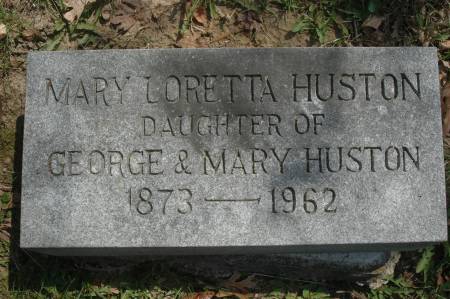 MARY LORETTA HUSTON
DAUGHTER OF
GEORGE & MARY HUSTON
1873 — 1962